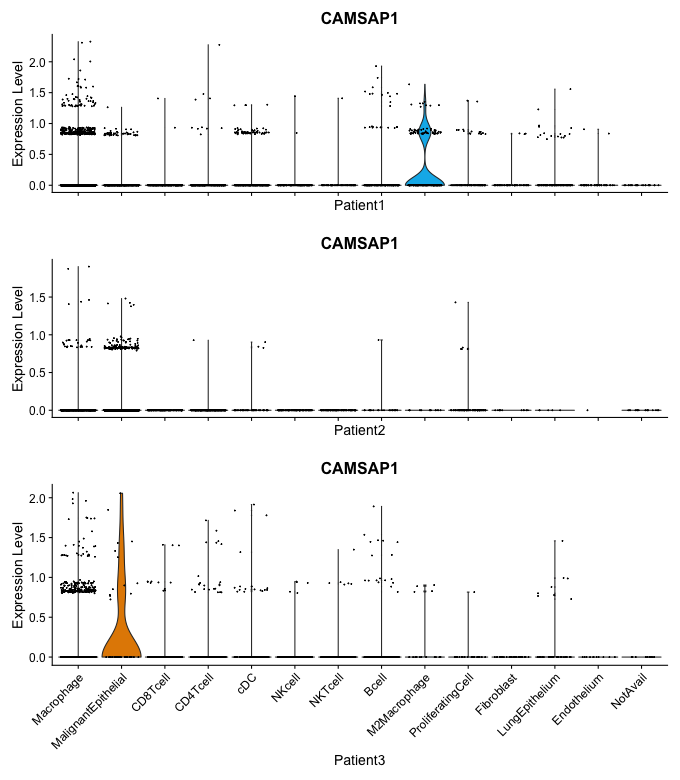 CAMSAP1
Expression Level
2.0
1.5
1.0
0.5
0.0
Patient1
CAMSAP1
Expression Level
1.5
1.0
0.5
0.0
Patient2
CAMSAP1
Expression Level
2.0
1.5
1.0
0.5
0.0
Macrophage
MalignantEpithelial
CD8Tcell
CD4Tcell
cDC
NKcell
NKTcell
Bcell
M2Macrophage
ProliferatingCell
Fibroblast
LungEpithelium
Endothelium
NotAvail
Patient3